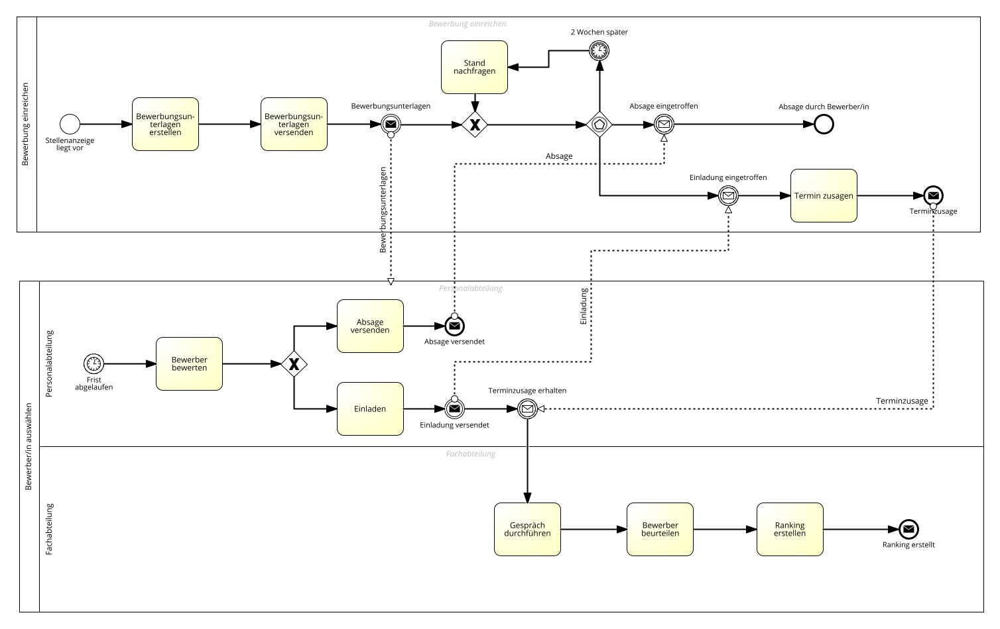 Bewerbung einreichen
Bewerbung einreichen
2 Wochen später
Stand
nachfragen
Bewerbungsunterlagen
Absage eingetroffen
Absage durch Bewerber/in
Stellenanzeige
liegt vor
Bewerbungsun-
terlagen
erstellen
Bewerbungsun-
terlagen
versenden
Absage
Bewerbungsunterlagen
Einladung eingetroffen
Termin zusagen
Terminzusage
Bewerber/in auswählen
Personalabteilung
Personalabteilung
Einladung
Absage
versenden
Absage versendet
Frist
abgelaufen
Bewerber
bewerten
Einladen
Einladung versendet
Terminzusage erhalten
Terminzusage
Fachabteilung
Fachabteilung
Gespräch
durchführen
Bewerber
beurteilen
Ranking
erstellen
Ranking erstellt